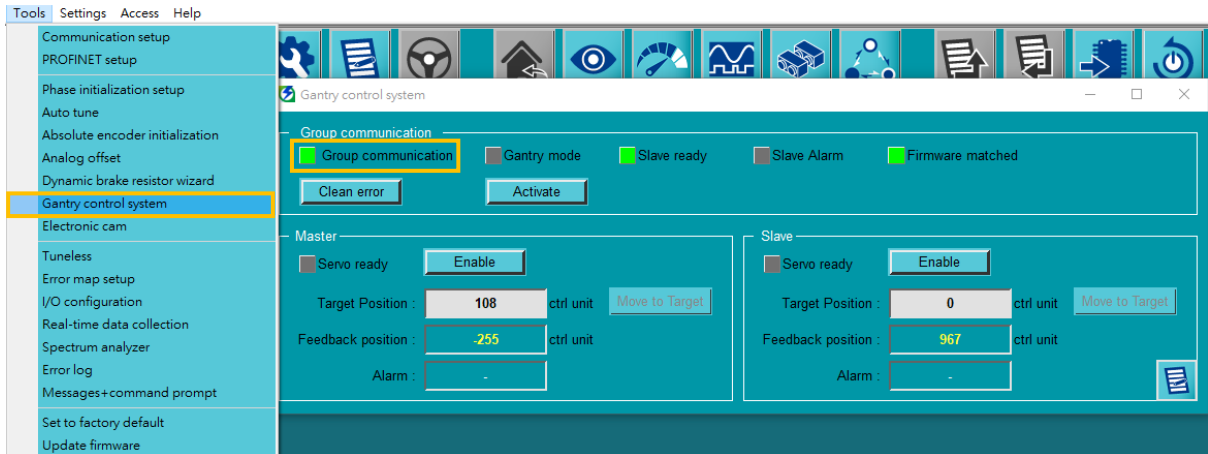 Tools Settings Access Help
Communication setup
PROFINET setup
Phase initialization setup
Auto tune
Absolute encoder initialization
Analog offset
Dynamic brake resistor wizard
Gantry control system
Electronic cam
Tuneless
Error map setup
I/O configuration
Real-time data collection
Spectrum analyzer
Error log
Messages+command prompt
Set to factory default
Update firmware
Gantry control system
Group communication
Group communication Gantry mode Slave ready Slave Alarm Firmware matched
Clean error Activate
Master
Servo ready Enable
Target Position : 108 ctrl unit Move to Target
Feedback position : -255 ctrl unit
Alarm : -
Slave
Servo ready Enable
Target Position : 0 ctrl unit Move to Target
Feedback position : 967 ctrl unit
Alarm : -